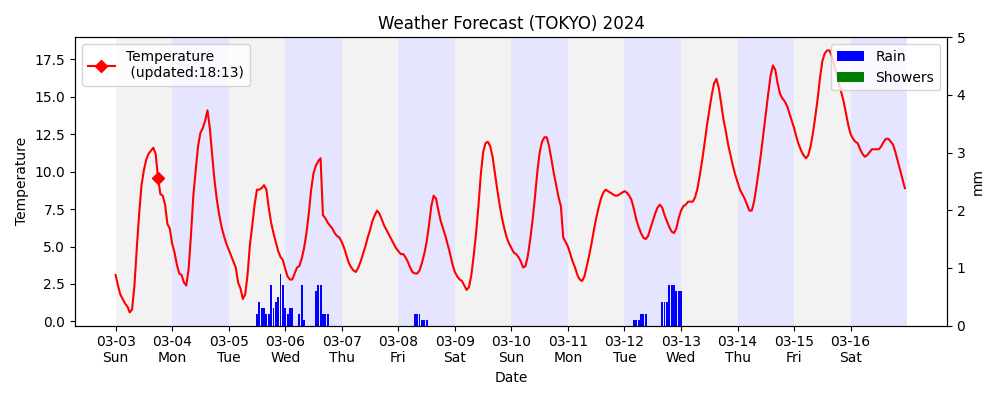 Weather Forecast (TOKYO) 2024
Temperature
(updated:18:13)
Rain
Showers
Temperature
17.5
15.0
12.5
10.0
7.5
5.0
2.5
0.0
5
4
3
2
1
0
mm
03-03 03-04 03-05 03-06 03-07 03-08 03-09 03-10 03-11 03-12 03-13 03-14 03-15 03-16
Sun Mon Tue Wed Thu Fri Sat Sun Mon Tue Wed Thu Fri Sat
Date